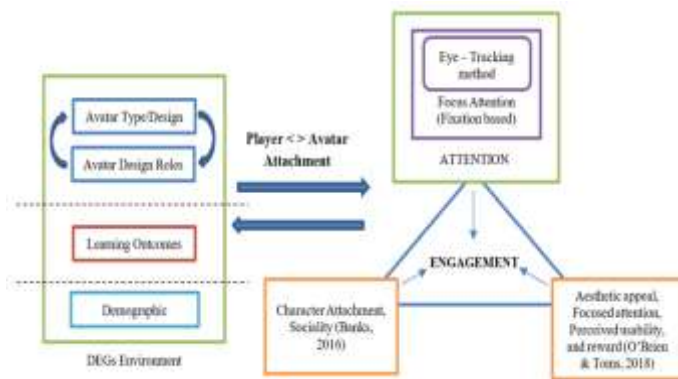 Avatar Type/Design
Avatar Design Roles
Learning Outcomes
Demographic
DEGs Environment
Player < > Avatar
Attachment
Eye – Tracking
method
Focus Attention
(Fixation based)
ATTENTION
ENGAGEMENT
Character Attachment,
Sociality (Banks,
2016)
Aesthetic appeal,
Focused attention,
Perceived usability,
and reward (O'Brien
& Toms, 2018)